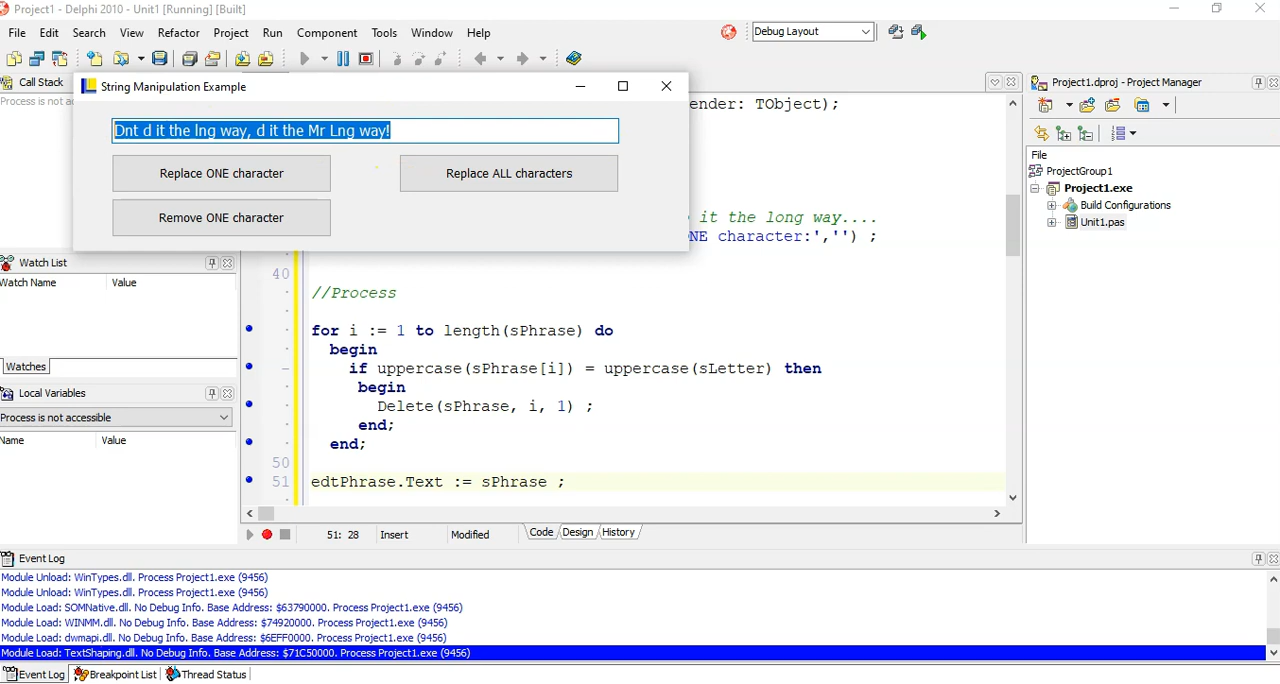 Project1 - Delphi 2010 - Unit1 [Running] [Built]
File Edit Search View Refactor Project Run Component Tools Window Help
Debug Layout
Call Stack
Process is not a
String Manipulation Example
Dnt d it the lng way, d it the Mr Lng way!
Replace ONE character
Replace ALL characters
Remove ONE character
ender: TObject);
it the long way....
NE character:','') ;
40
//Process
for i := 1 to length(sPhrase) do
begin
if uppercase(sPhrase[i]) = uppercase(sLetter) then
begin
Delete(sPhrase, i, 1) ;
end;
end;
50
51 edtPhrase.Text := sPhrase ;
51: 28 Insert Modified Code Design History
Watch List
Watch Name Value
Watches
Local Variables
Process is not accessible
Name Value
Project1.dproj - Project Manager
File
ProjectGroup1
Project1.exe
Build Configurations
Unit1.pas
Event Log
Module Unload: WinTypes.dll. Process Project1.exe (9456)
Module Unload: WinTypes.dll. Process Project1.exe (9456)
Module Load: SOMNative.dll. No Debug Info. Base Address: $63790000. Process Project1.exe (9456)
Module Load: WINMM.dll. No Debug Info. Base Address: $74920000. Process Project1.exe (9456)
Module Load: dwmapi.dll. No Debug Info. Base Address: $6EFF0000. Process Project1.exe (9456)
Module Load: TextShaping.dll. No Debug Info. Base Address: $71C50000. Process Project1.exe (9456)
Event Log Breakpoint List Thread Status